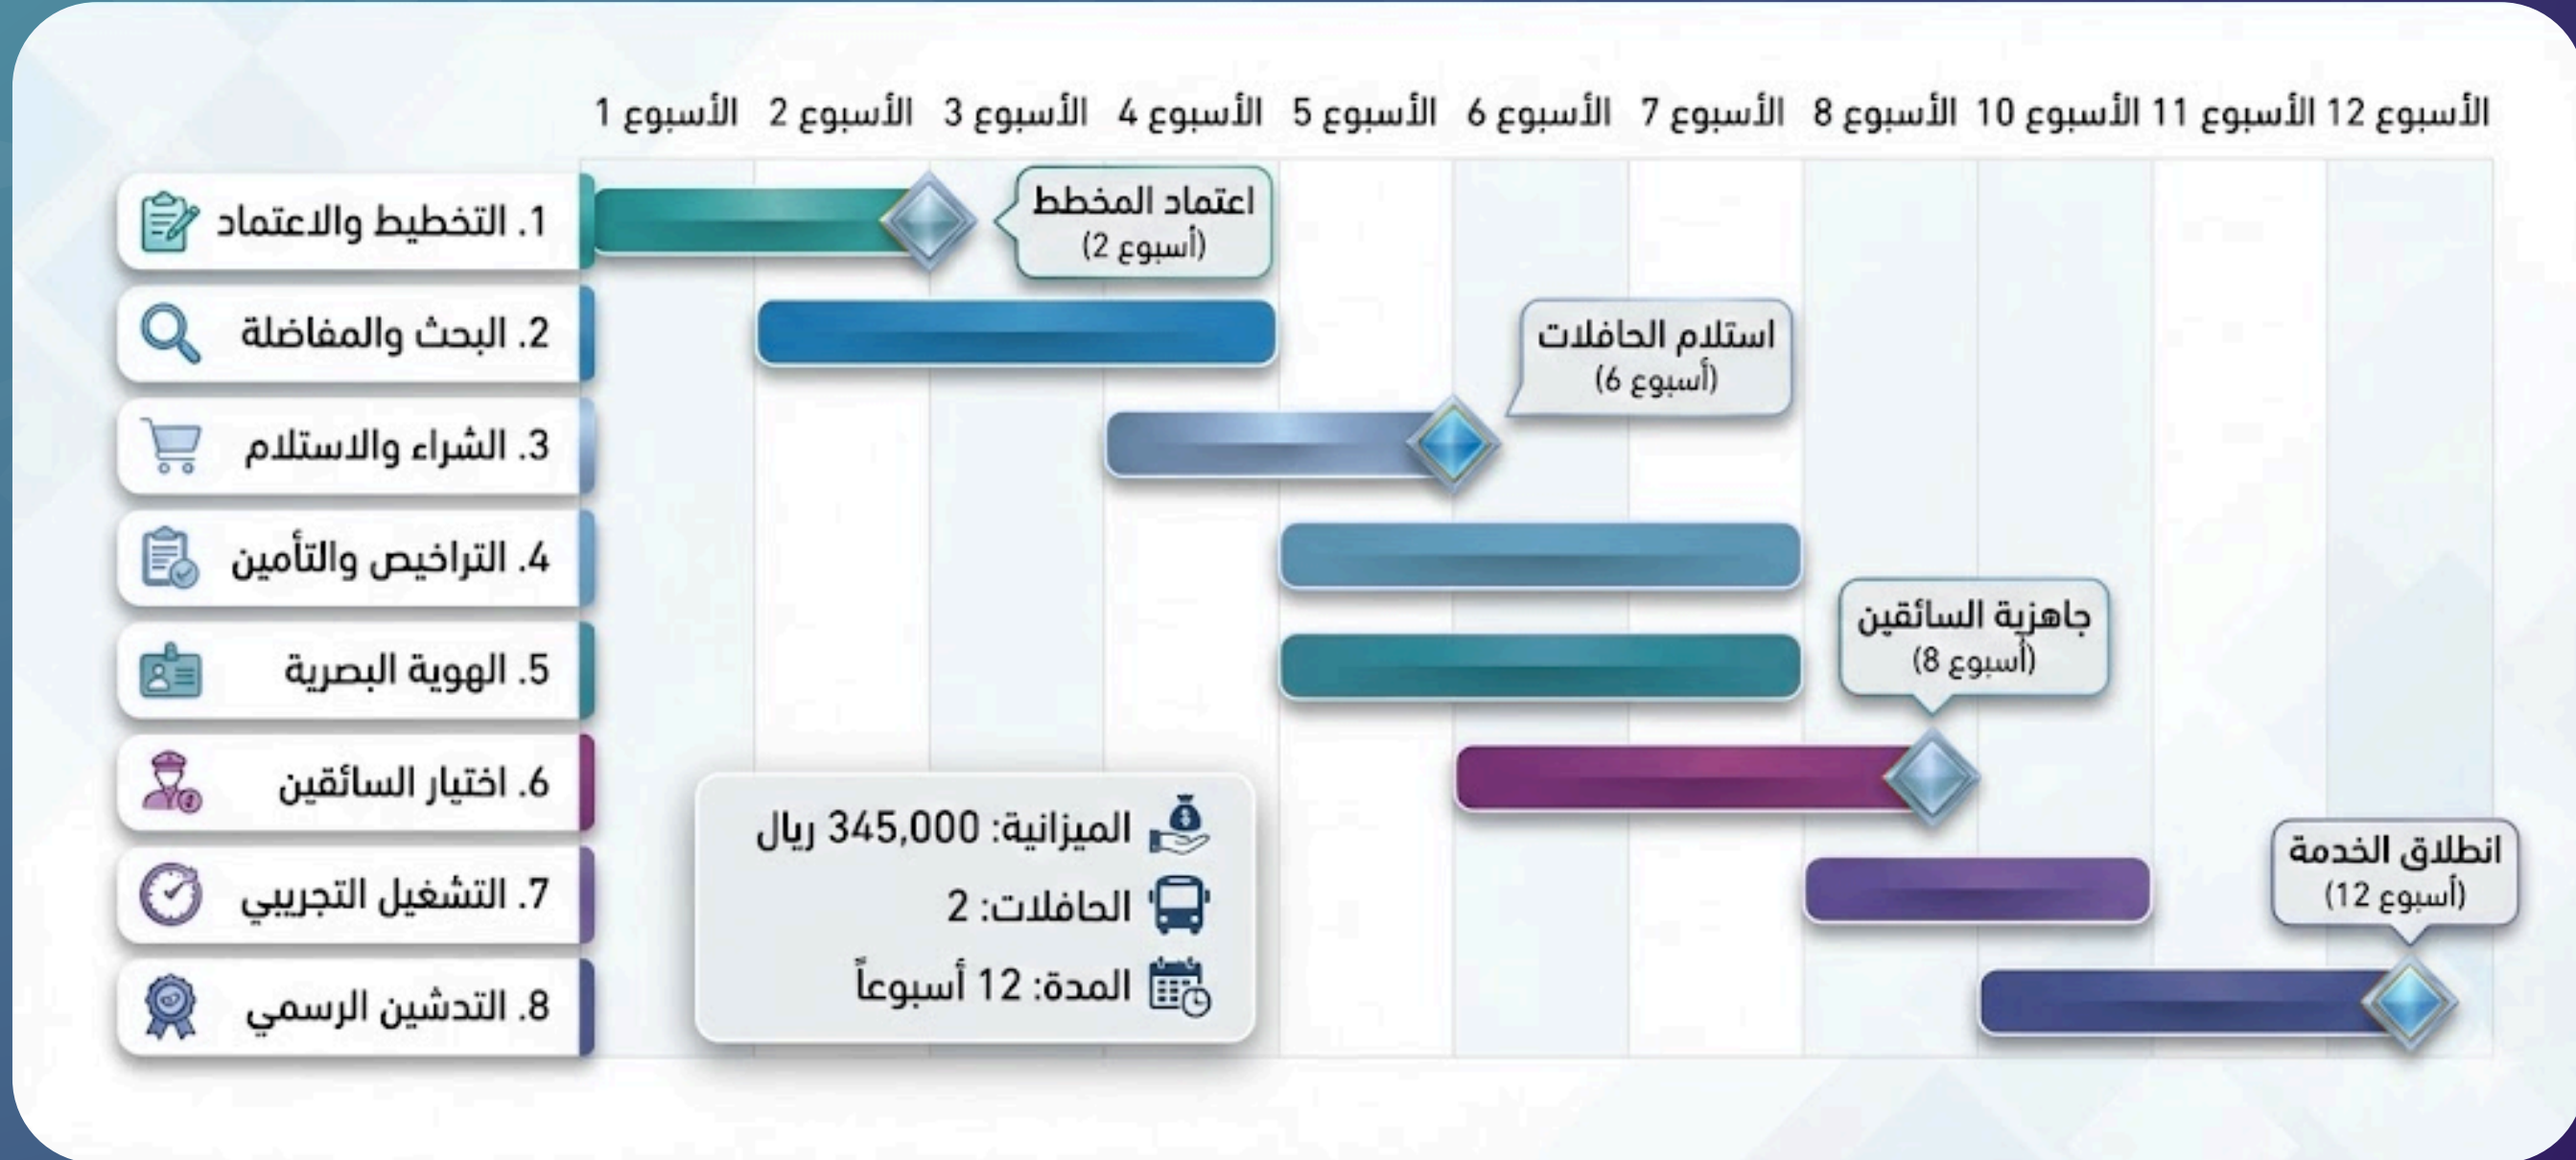 الأسبوع 1 الأسبوع 2 الأسبوع 3 الأسبوع 4 الأسبوع 5 الأسبوع 6 الأسبوع 7 الأسبوع 8 الأسبوع 10 الأسبوع 11 الأسبوع 12
1. التخطيط والاعتماد
اعتماد المخطط
(أسبوع 2)
2. البحث والمفاضلة
استلام الحافلات
(أسبوع 6)
3. الشراء والاستلام
4. التراخيص والتأمين
5. الهوية البصرية
جاهزية السائقين
(أسبوع 8)
6. اختيار السائقين
7. التشغيل التجريبي
انطلاق الخدمة
(أسبوع 12)
8. التدشين الرسمي
الميزانية: 345,000 ريال
الحافلات: 2
المدة: 12 أسبوعاً